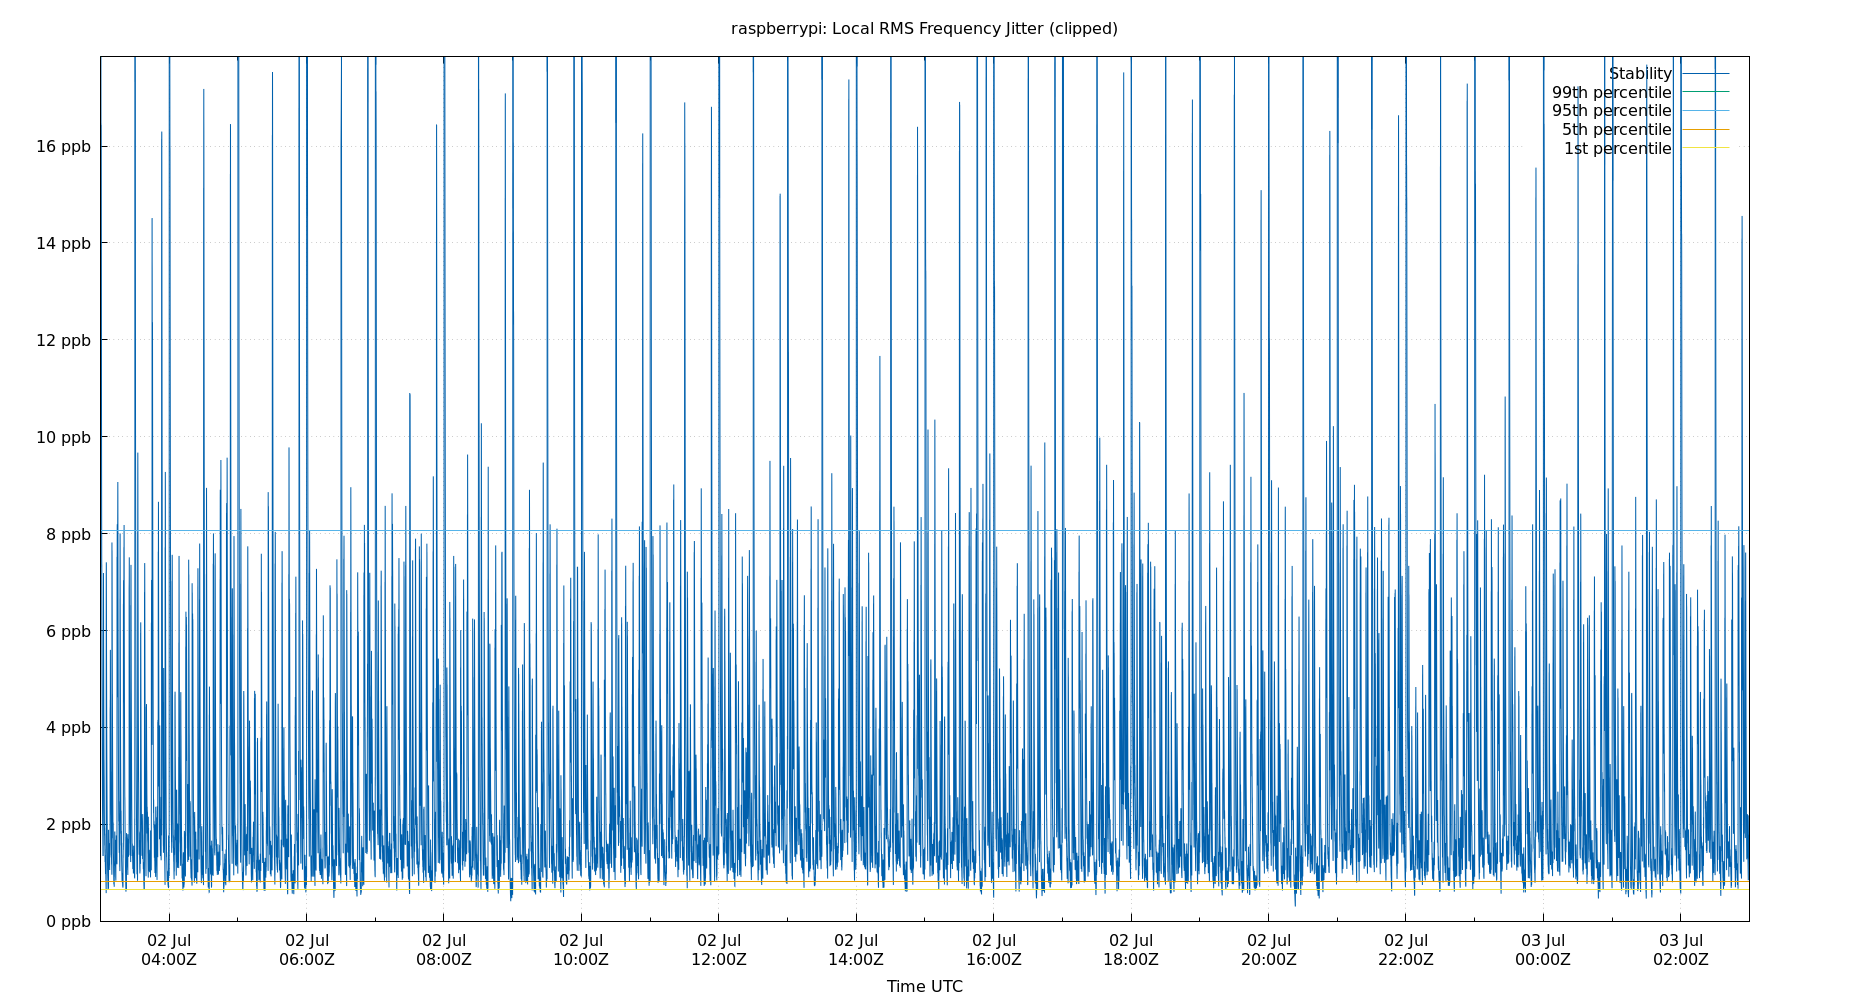 raspberrypi: Local RMS Frequency Jitter (clipped)
Stability
99th percentile
95th percentile
5th percentile
1st percentile
16 ppb
14 ppb
12 ppb
10 ppb
8 ppb
6 ppb
4 ppb
2 ppb
0 ppb
02 Jul 02 Jul 02 Jul 02 Jul 02 Jul 02 Jul 02 Jul 02 Jul 02 Jul 02 Jul 03 Jul 03 Jul
04:00Z 06:00Z 08:00Z 10:00Z 12:00Z 14:00Z 16:00Z 18:00Z 20:00Z 22:00Z 00:00Z 02:00Z
Time UTC